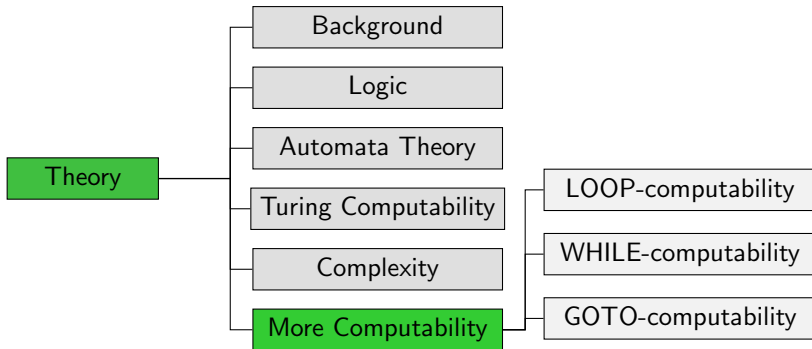 Theory
Background
Logic
Automata Theory
Turing Computability
Complexity
More Computability
LOOP-computability
WHILE-computability
GOTO-computability